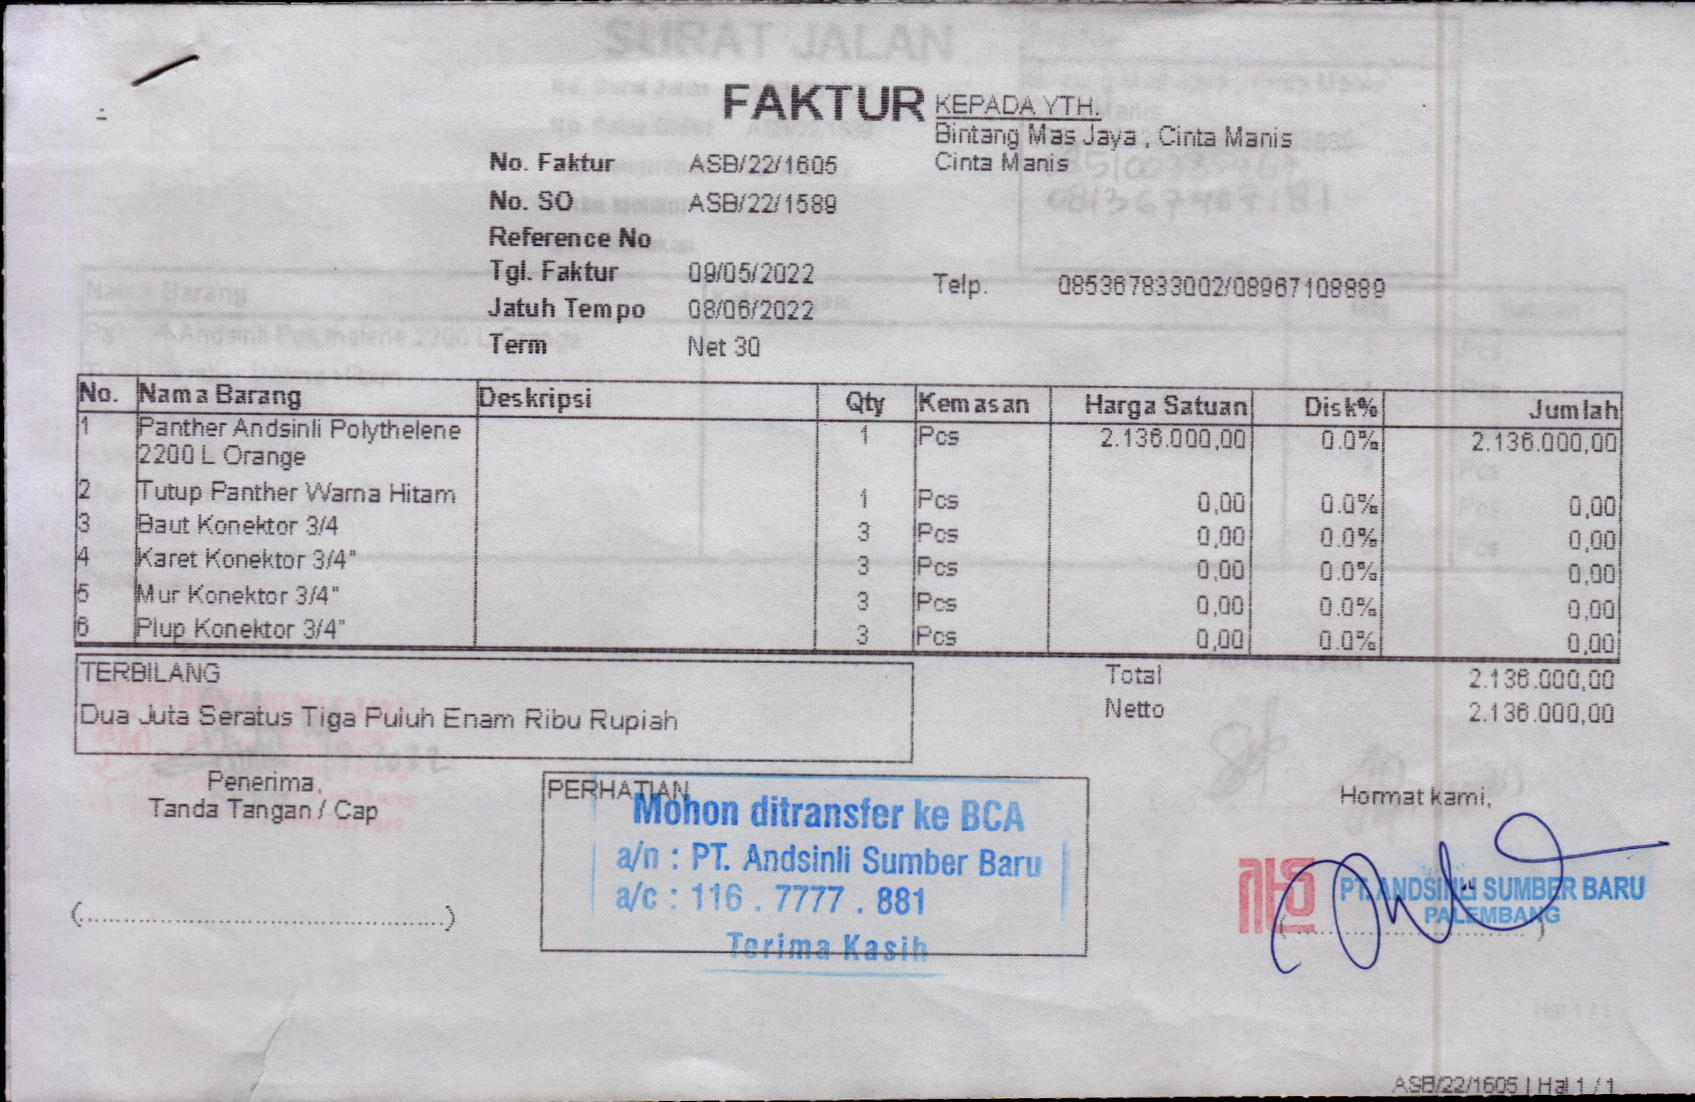 FAKTUR
KEPADA YTH.
Bintang Mas Jaya , Cinta Manis
Cinta Manis
No. Faktur ASB/22/1605
No. SO ASB/22/1589
Reference No
Tgl. Faktur 09/05/2022
Jatuh Tempo 08/06/2022
Term Net 30
Telp. 085367833002/08967108889
No. Nama Barang Deskripsi Qty Kemasan Harga Satuan Disk% Jumlah
1 Panther Andsinli Polythelene 1 Pcs 2.136.000,00 0.0% 2.136.000,00
2200 L Orange
2 Tutup Panther Warna Hitam 1 Pcs 0,00 0.0% 0,00
3 Baut Konektor 3/4 3 Pcs 0,00 0.0% 0,00
4 Karet Konektor 3/4" 3 Pcs 0,00 0.0% 0,00
5 Mur Konektor 3/4" 3 Pcs 0,00 0.0% 0,00
6 Plup Konektor 3/4" 3 Pcs 0,00 0.0% 0,00
TERBILANG
Dua Juta Seratus Tiga Puluh Enam Ribu Rupiah
Total 2.136.000,00
Netto 2.136.000,00
Penerima,
Tanda Tangan / Cap
PERHATIAN
Mohon ditransfer ke BCA
a/n : PT. Andsinli Sumber Baru
a/c : 116 . 7777 . 881
Terima Kasih
Hormat kami,
PT. ANDSINLI SUMBER BARU
PALEMBANG
ASB/22/1605 | Hal 1 / 1
SURAT JALAN